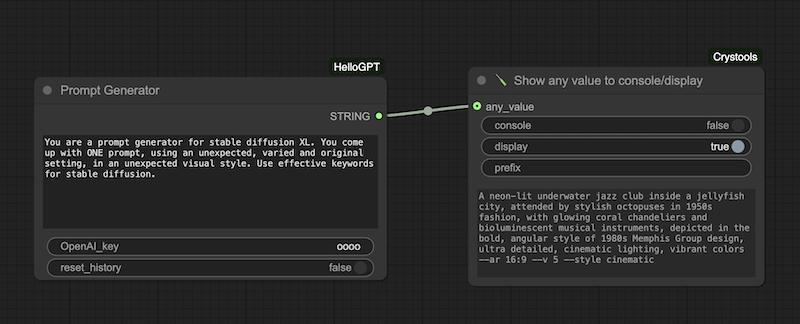 HelloGPT
Prompt Generator
STRING
You are a prompt generator for stable diffusion XL. You come
up with ONE prompt, using an unexpected, varied and original
setting, in an unexpected visual style. Use effective keywords
for stable diffusion.
OpenAI_key oooo
reset_history false
Crystools
Show any value to console/display
any_value
console false
display true
prefix
A neon-lit underwater jazz club inside a jellyfish
city, attended by stylish octopuses in 1950s
fashion, with glowing coral chandeliers and
bioluminescent musical instruments, depicted in the
bold, angular style of 1980s Memphis Group design,
ultra detailed, cinematic lighting, vibrant colors
--ar 16:9 --v 5 --style cinematic